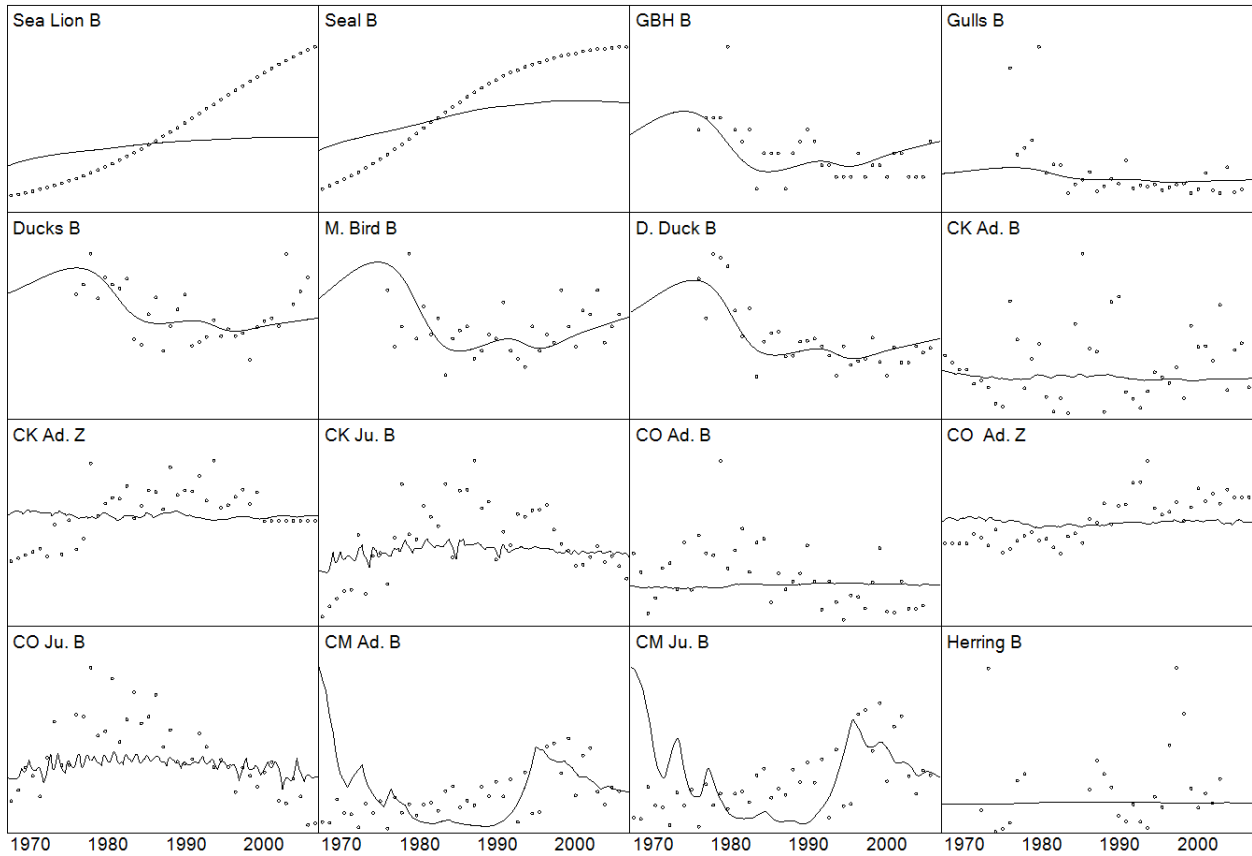 Sea Lion B
Seal B
GBH B
Gulls B
Ducks B
M. Bird B
D. Duck B
CK Ad. B
CK Ad. Z
CK Ju. B
CO Ad. B
CO  Ad. Z
CO Ju. B
CM Ad. B
CM Ju. B
Herring B
1970 1980 1990 2000 1970 1980 1990 2000 1970 1980 1990 2000 1970 1980 1990 2000